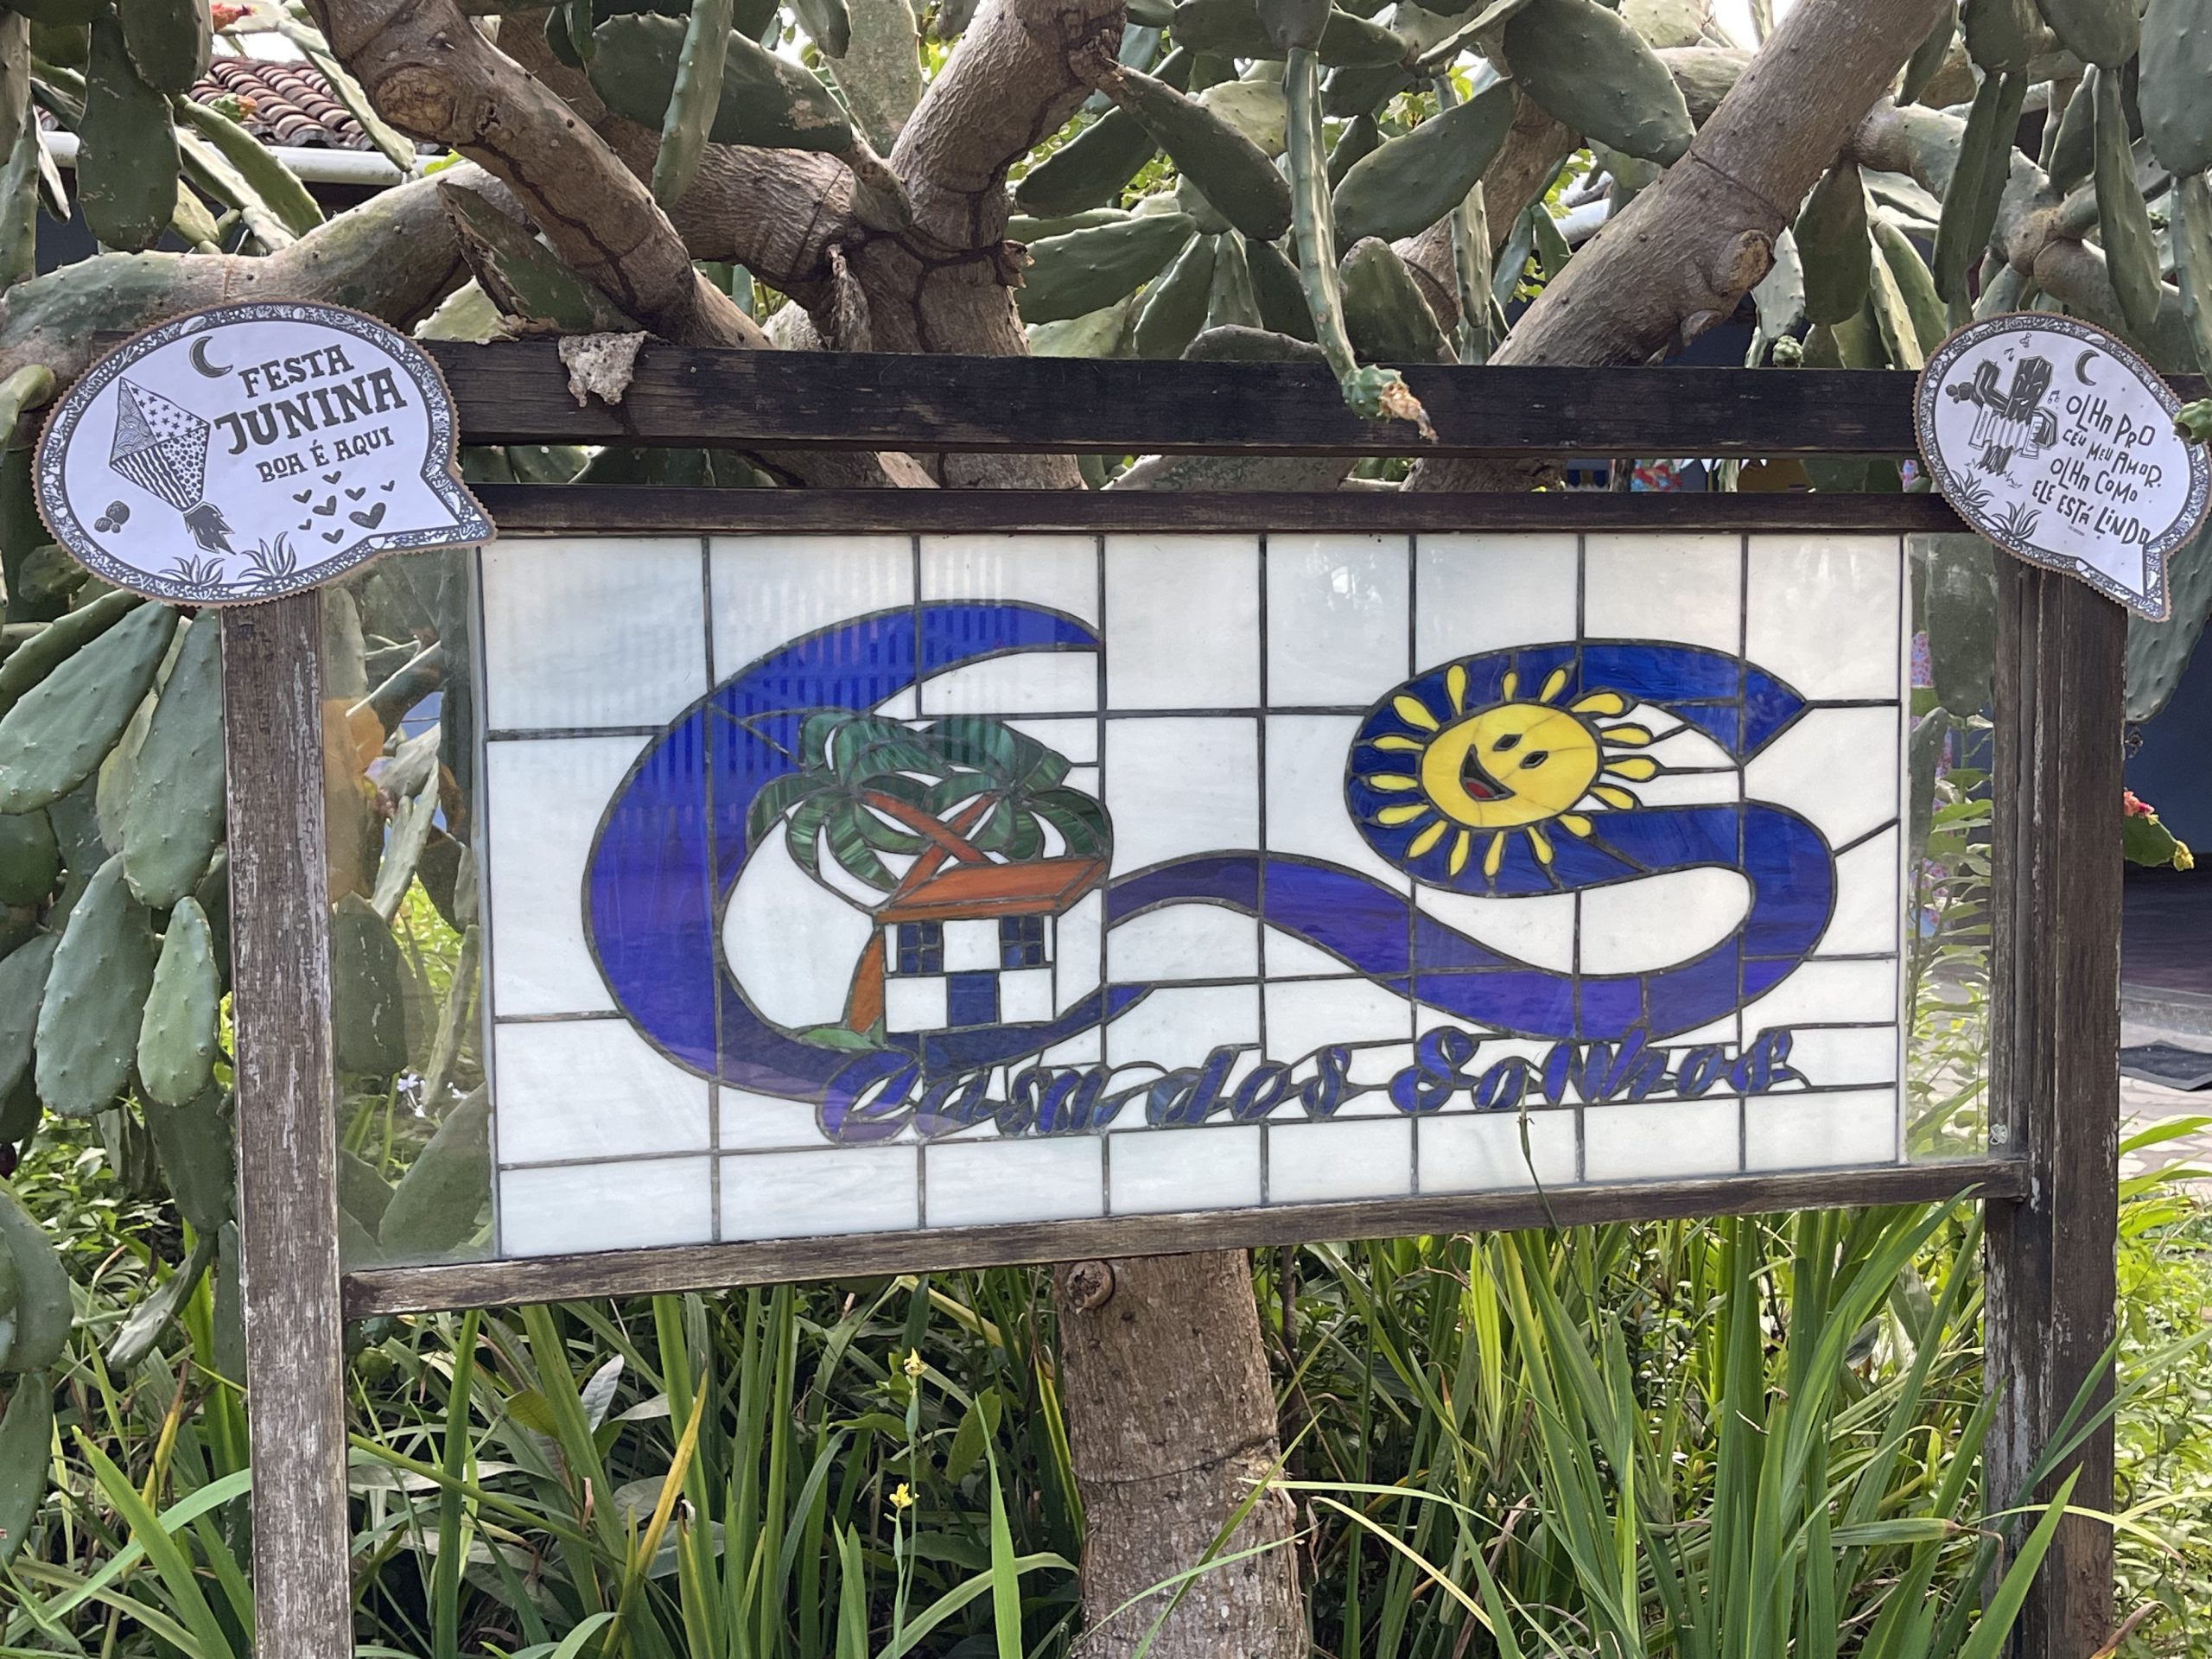 FESTA
JUNINA
BOA É AQUI
OLHA PRO
CÉU MEU AMOR
OLHA COMO
ELE ESTÁ LINDO
Casa dos Sonhos